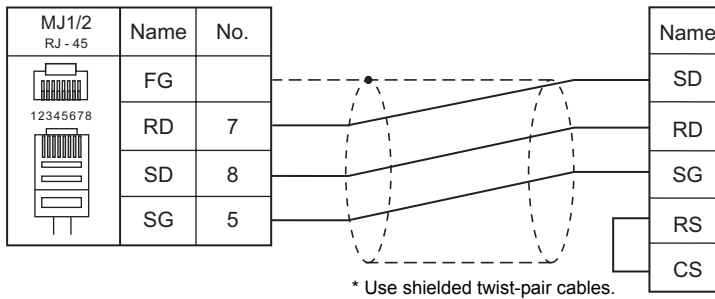 MJ1/2
RJ - 45
Name
No.
12345678
FG
RD
7
SD
8
SG
5
Name
SD
RD
SG
RS
CS
* Use shielded twist-pair cables.